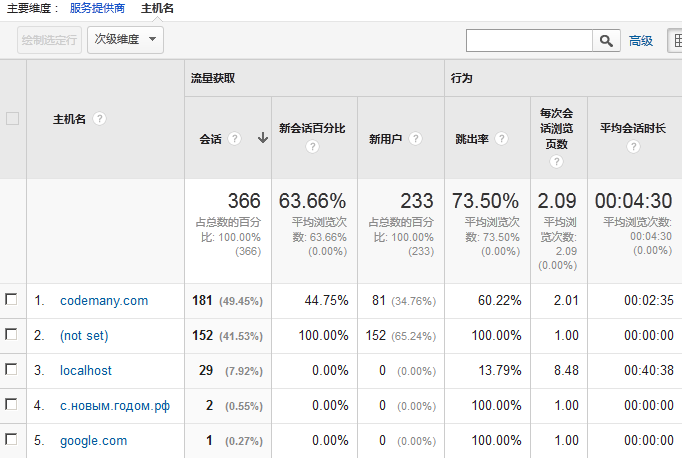 主要维度： 服务提供商 主机名
绘制选定行 次级维度 高级
流量获取 行为
主机名 ? 会话 ? 新会话百分比 ? 新用户 ? 跳出率 ? 每次会话浏览页数 ? 平均会话时长 ?
366 63.66% 233 73.50% 2.09 00:04:30
占总数的百分比: 100.00% (366) 平均浏览次数: 63.66% (0.00%) 占总数的百分比: 100.00% (233) 平均浏览次数: 73.50% (0.00%) 平均浏览次数: 2.09 (0.00%) 平均浏览次数: 00:04:30 (0.00%)
1. codemany.com 181 (49.45%) 44.75% 81 (34.76%) 60.22% 2.01 00:02:35
2. (not set) 152 (41.53%) 100.00% 152 (65.24%) 100.00% 1.00 00:00:00
3. localhost 29 (7.92%) 0.00% 0 (0.00%) 13.79% 8.48 00:40:38
4. с.новым.годом.рф 2 (0.55%) 0.00% 0 (0.00%) 100.00% 1.00 00:00:00
5. google.com 1 (0.27%) 0.00% 0 (0.00%) 100.00% 1.00 00:00:00